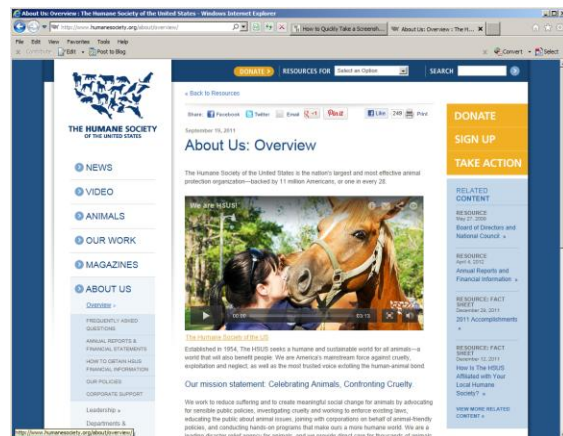 About Us: Overview : The Humane Society of the United States - Windows Internet Explorer
http://www.humanesociety.org/about/overview/
How to Quickly Take a Screensh...
About Us: Overview : The H...
File Edit View Favorites Tools Help
Edit
Post to Blog
Convert
Select
DONATE
RESOURCES FOR
Select an Option
SEARCH
THE HUMANE SOCIETY
OF THE UNITED STATES
NEWS
VIDEO
ANIMALS
OUR WORK
MAGAZINES
ABOUT US
Overview »
FREQUENTLY ASKED
QUESTIONS
ANNUAL REPORTS &
FINANCIAL STATEMENTS
HOW TO OBTAIN HSUS
FINANCIAL INFORMATION
OUR POLICIES
CORPORATE SUPPORT
Leadership »
Departments &
http://www.humanesociety.org/about/overview/
« Back to Resources
Share: Facebook Twitter Email +1 Pin it Like 249 Print
September 16, 2011
About Us: Overview
The Humane Society of the United States is the nation's largest and most effective animal
protection organization—backed by 11 million Americans, or one in every 28.
We are HSUS!
00:00
03:13
The Humane Society of the US
Established in 1954, The HSUS seeks a humane and sustainable world for all animals—a
world that will also benefit people. We are America's mainstream force against cruelty,
exploitation and neglect, as well as the most trusted voice extolling the human-animal bond.
Our mission statement: Celebrating Animals, Confronting Cruelty.
We work to reduce suffering and to create meaningful social change for animals by advocating
for sensible public policies, investigating cruelty and working to enforce existing laws,
educating the public about animal issues, joining with corporations on behalf of animal-friendly
policies, and conducting hands-on programs that make ours a more humane world. We are a
DONATE
SIGN UP
TAKE ACTION
RELATED
CONTENT
RESOURCE
May 27, 2009
Board of Directors and
National Council »
RESOURCE
April 4, 2012
Annual Reports and
Financial Information »
RESOURCE: FACT
SHEET
December 28, 2011
2011 Accomplishments
»
RESOURCE: FACT
SHEET
December 12, 2011
How Is The HSUS
Affiliated with Your
Local Humane
Society? »
VIEW MORE RELATED
CONTENT »